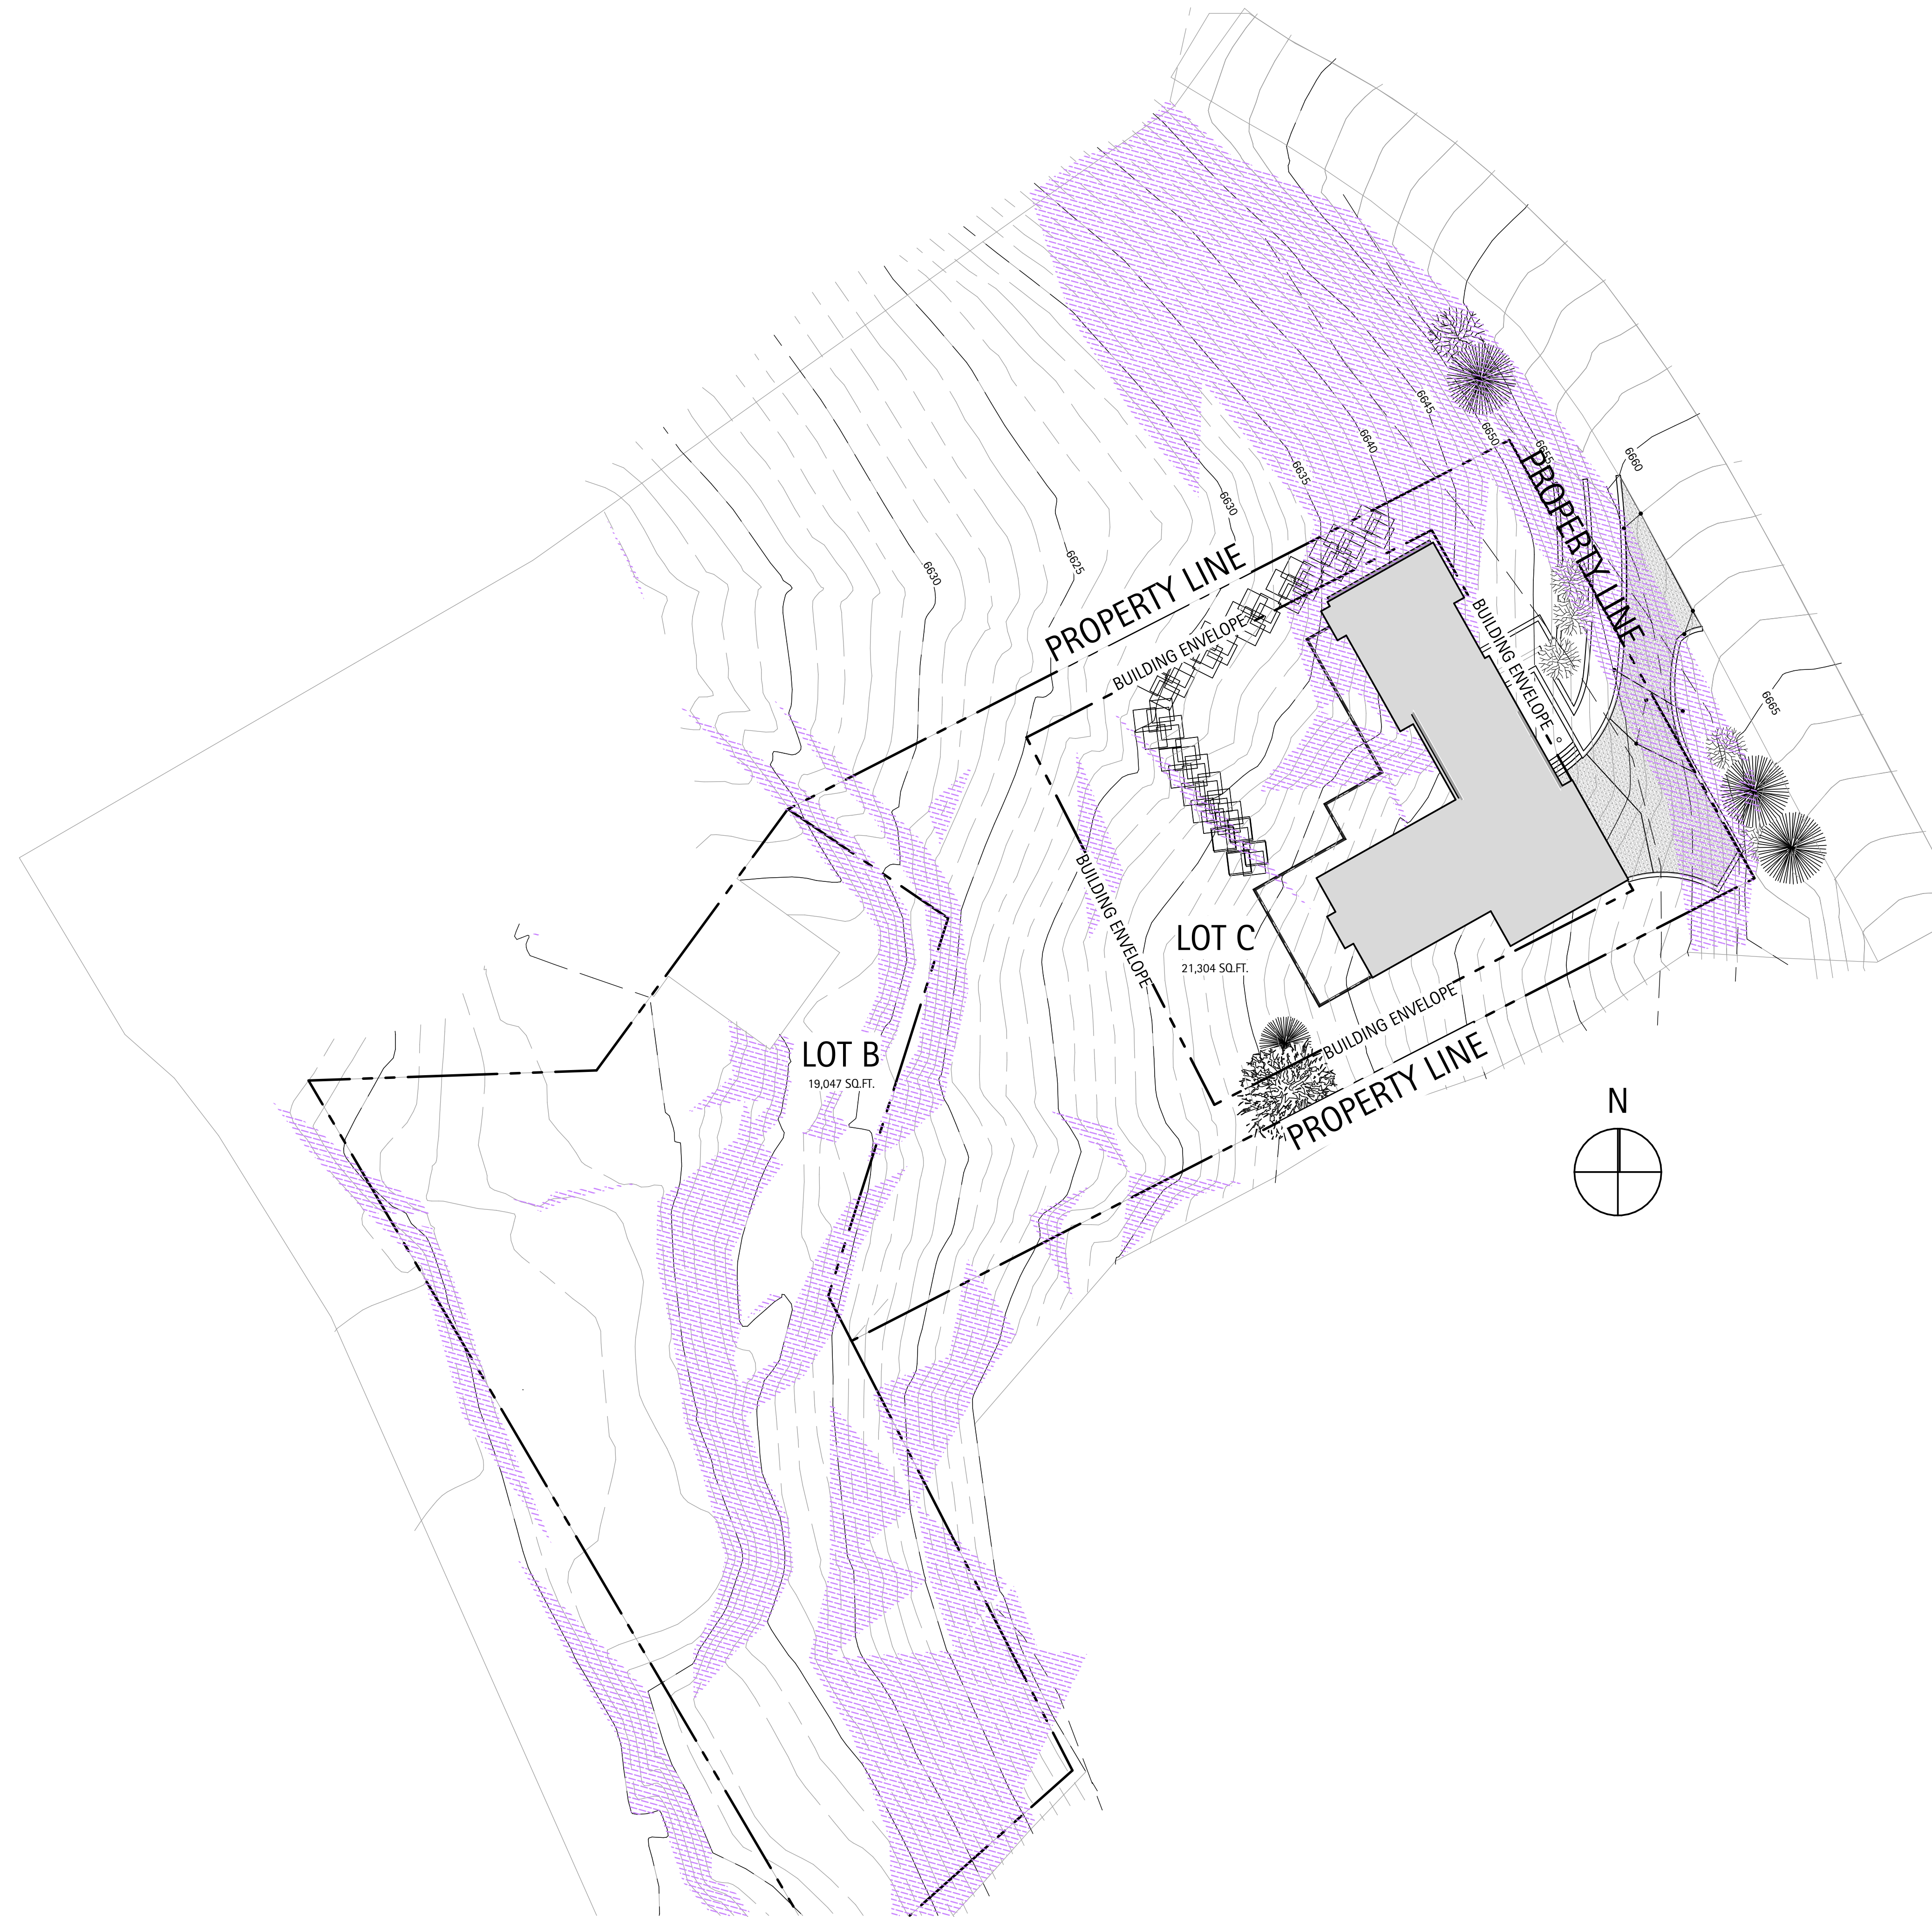 6645
6650
6640
6655
6660
6635
6630
PROPERTY LINE
6625
6630
PROPERTY LINE
BUILDING ENVELOPE
BUILDING ENVELOPE
6665
BUILDING ENVELOPE
LOT C
21,304 SQ.FT.
BUILDING ENVELOPE
PROPERTY LINE
LOT B
19,047 SQ.FT.
N